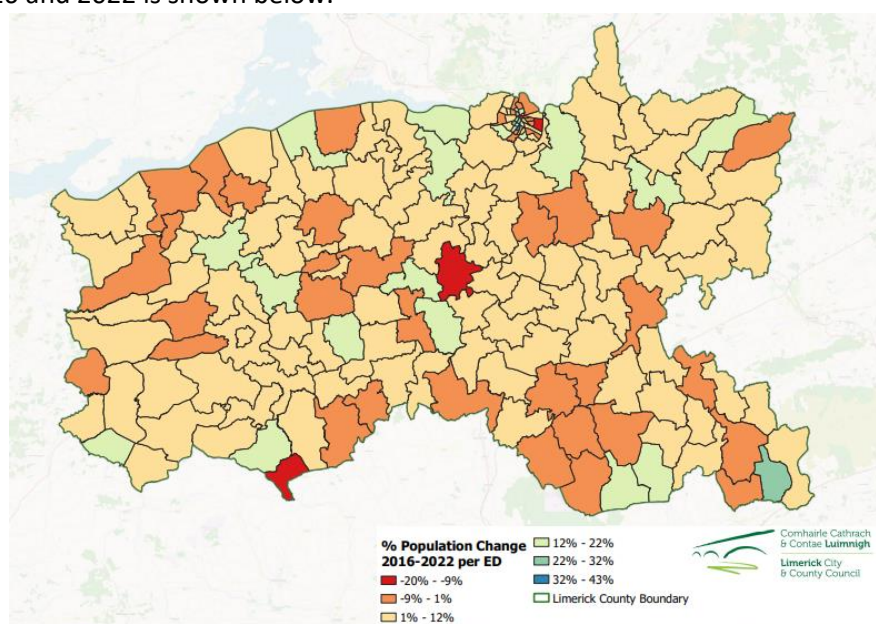 and 2022 is shown below.
% Population Change
2016-2022 per ED
-20% - -9%
-9% - 1%
1% - 12%
12% - 22%
22% - 32%
32% - 43%
Limerick County Boundary
Comhairle Cathrach
& Contae Luimnigh
Limerick City
& County Council